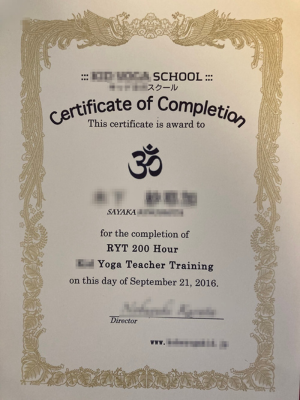 ::: SCHOOL :::
スクール
Certificate of Completion
This certificate is award to
ॐ
SAYAKA
for the completion of
RYT 200 Hour
Yoga Teacher Training
on this day of September 21, 2016.
Director
www.